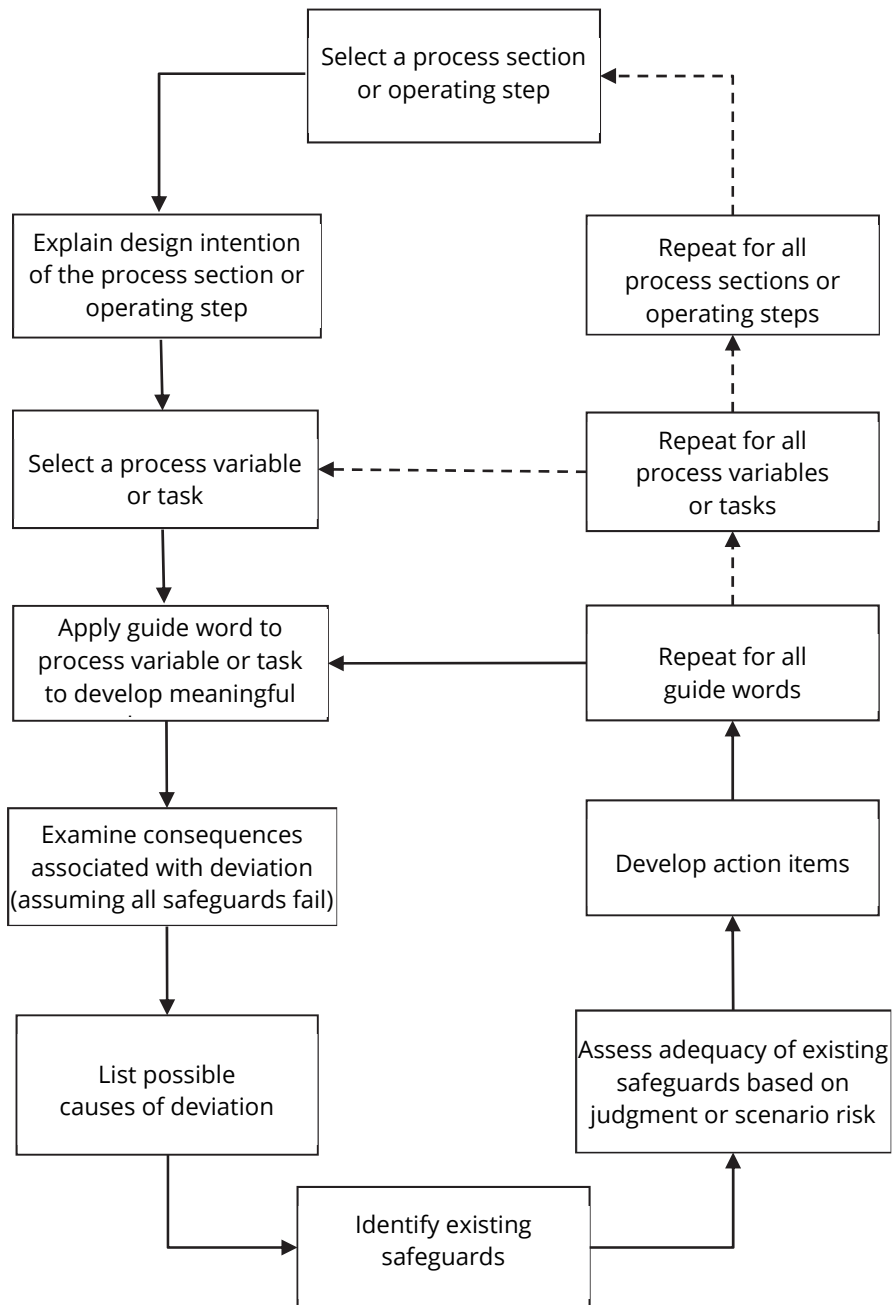 Select a process section
or operating step
Explain design intention
of the process section or
operating step
Repeat for all
process sections or
operating steps
Select a process variable
or task
Repeat for all
process variables
or tasks
Apply guide word to
process variable or task
to develop meaningful
Repeat for all
guide words
Examine consequences
associated with deviation
(assuming all safeguards fail)
Develop action items
List possible
causes of deviation
Assess adequacy of existing
safeguards based on
judgment or scenario risk
Identify existing
safeguards